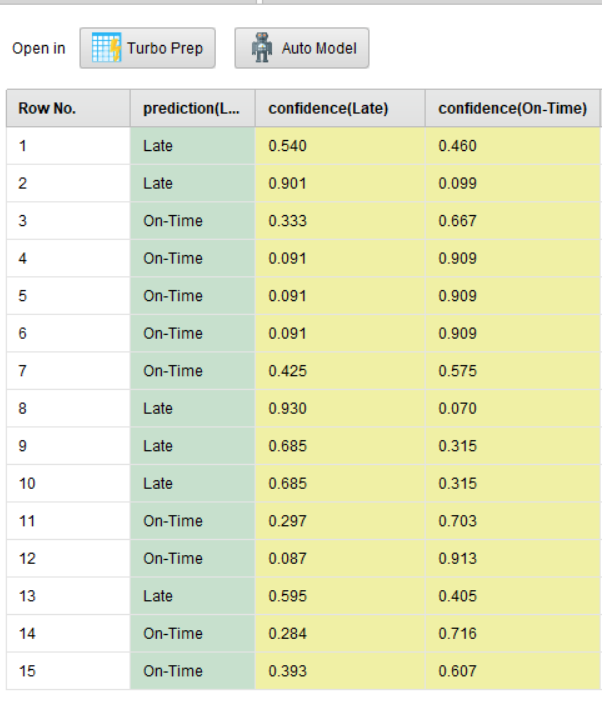 Open in Turbo Prep Auto Model
Row No. prediction(L... confidence(Late) confidence(On-Time)
1 Late 0.540 0.460
2 Late 0.901 0.099
3 On-Time 0.333 0.667
4 On-Time 0.091 0.909
5 On-Time 0.091 0.909
6 On-Time 0.091 0.909
7 On-Time 0.425 0.575
8 Late 0.930 0.070
9 Late 0.685 0.315
10 Late 0.685 0.315
11 On-Time 0.297 0.703
12 On-Time 0.087 0.913
13 Late 0.595 0.405
14 On-Time 0.284 0.716
15 On-Time 0.393 0.607